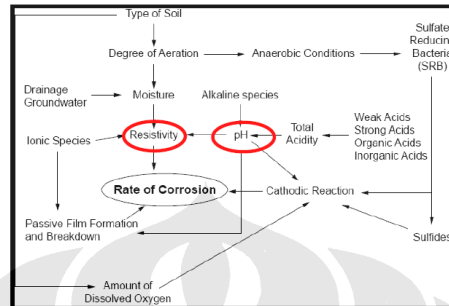 Type of Soil
Degree of Aeration
Anaerobic Conditions
Sulfate
Reducing
Bacteria
(SRB)
Drainage
Groundwater
Moisture
Alkaline species
Ionic Species
Resistivity
pH
Total
Acidity
Weak Acids
Strong Acids
Organic Acids
Inorganic Acids
Rate of Corrosion
Cathodic Reaction
Passive Film Formation
and Breakdown
Sulfides
Amount of
Dissolved Oxygen